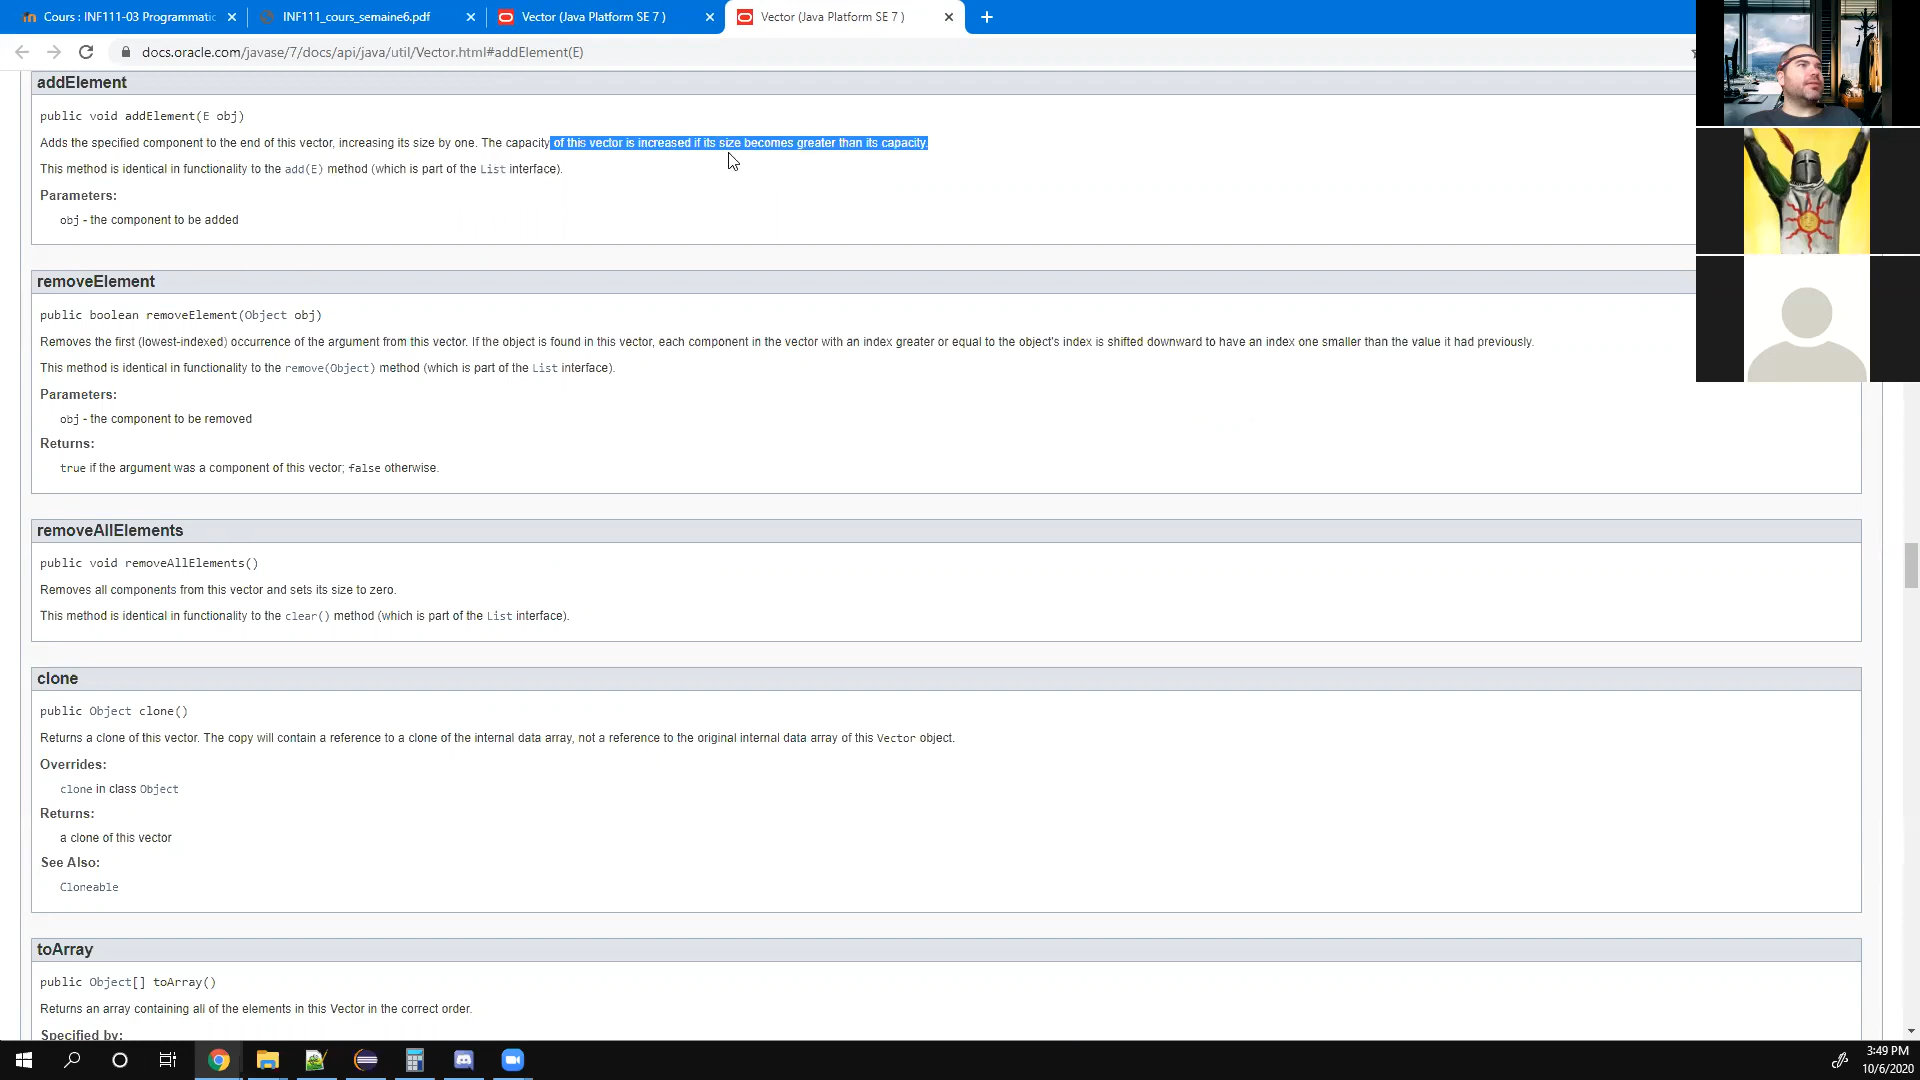 Cours : INF111-03 Programmatic
INF111_cours_semaine6.pdf
Vector (Java Platform SE 7 )
Vector (Java Platform SE 7 )
docs.oracle.com/javase/7/docs/api/java/util/Vector.html#addElement(E)
addElement
public void addElement(E obj)
Adds the specified component to the end of this vector, increasing its size by one. The capacity of this vector is increased if its size becomes greater than its capacity.
This method is identical in functionality to the add(E) method (which is part of the List interface).
Parameters:
obj - the component to be added
removeElement
public boolean removeElement(Object obj)
Removes the first (lowest-indexed) occurrence of the argument from this vector. If the object is found in this vector, each component in the vector with an index greater or equal to the object's index is shifted downward to have an index one smaller than the value it had previously.
This method is identical in functionality to the remove(Object) method (which is part of the List interface).
Parameters:
obj - the component to be removed
Returns:
true if the argument was a component of this vector; false otherwise.
removeAllElements
public void removeAllElements()
Removes all components from this vector and sets its size to zero.
This method is identical in functionality to the clear() method (which is part of the List interface).
clone
public Object clone()
Returns a clone of this vector. The copy will contain a reference to a clone of the internal data array, not a reference to the original internal data array of this Vector object.
Overrides:
clone in class Object
Returns:
a clone of this vector
See Also:
Cloneable
toArray
public Object[] toArray()
Returns an array containing all of the elements in this Vector in the correct order.
Specified by:
3:49 PM
10/6/2020